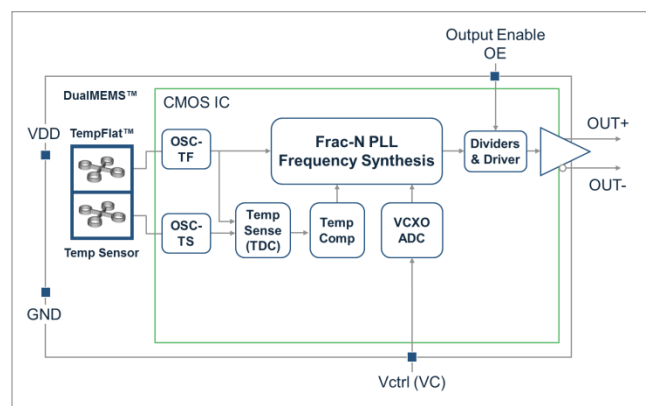 Output Enable
OE
DualMEMS™
CMOS IC
VDD
TempFlat™
OSC-
TF
Frac-N PLL
Frequency Synthesis
Dividers
& Driver
OUT+
OUT-
OSC-
TS
Temp
Sense
(TDC)
Temp
Comp
VCXO
ADC
Temp Sensor
GND
Vctrl (VC)